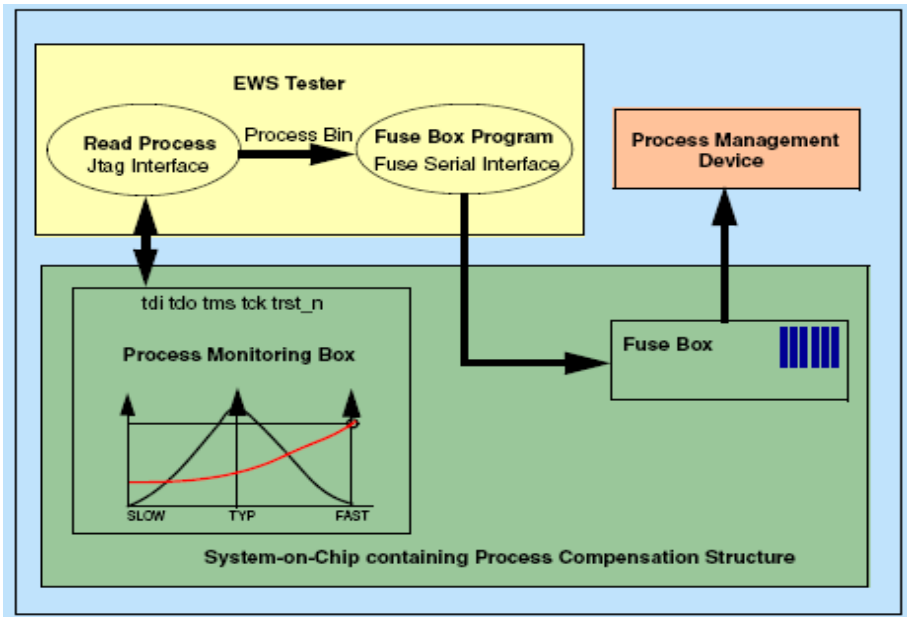 EWS Tester
Read Process
Jtag Interface
Process Bin
Fuse Box Program
Fuse Serial Interface
Process Management
Device
tdi tdo tms tck trst_n
Process Monitoring Box
SLOW
TYP
FAST
Fuse Box
System-on-Chip containing Process Compensation Structure